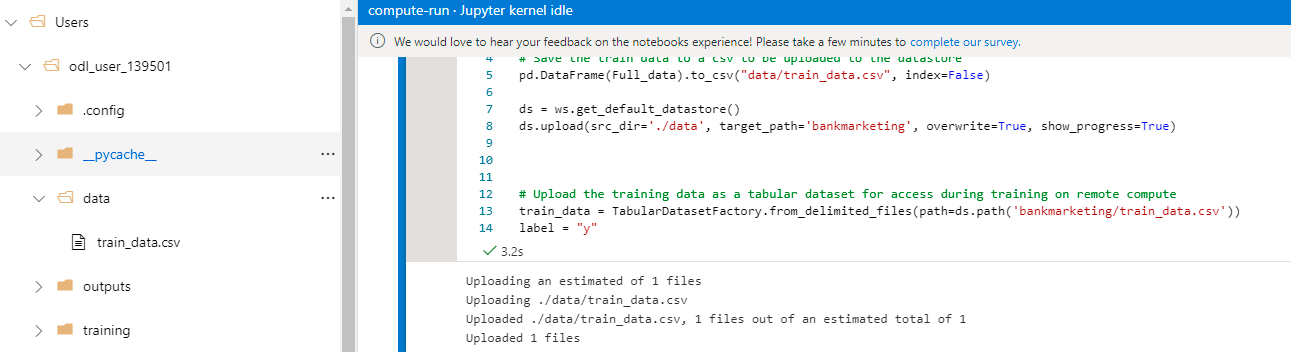 Users
odl_user_139501
.config
__pycache__
data
train_data.csv
outputs
training
compute-run · Jupyter kernel idle
We would love to hear your feedback on the notebooks experience! Please take a few minutes to complete our survey.
4 # Save the train data to a csv to be uploaded to the datastore
5 pd.DataFrame(Full_data).to_csv("data/train_data.csv", index=False)
6
7 ds = ws.get_default_datastore()
8 ds.upload(src_dir='./data', target_path='bankmarketing', overwrite=True, show_progress=True)
9
10
11
12 # Upload the training data as a tabular dataset for access during training on remote compute
13 train_data = TabularDatasetFactory.from_delimited_files(path=ds.path('bankmarketing/train_data.csv'))
14 label = "y"
3.2s
Uploading an estimated of 1 files
Uploading ./data/train_data.csv
Uploaded ./data/train_data.csv, 1 files out of an estimated total of 1
Uploaded 1 files